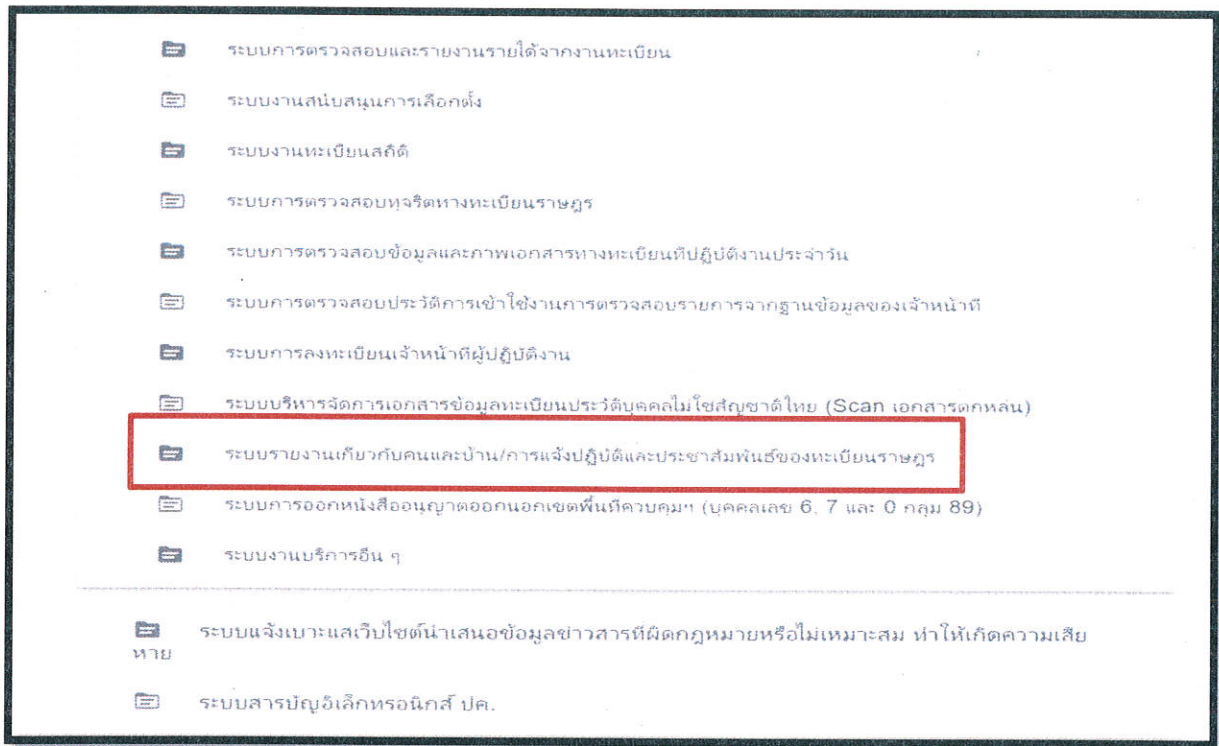 ระบบการตรวจสอบและรายงานรายได้จากงานทะเบียน
ระบบงานสนับสนุนการเลือกตั้ง
ระบบงานทะเบียนสถิติ
ระบบการตรวจสอบทุจริตทางทะเบียนราษฎร
ระบบการตรวจสอบข้อมูลและภาพเอกสารทางทะเบียนที่ปฏิบัติงานประจำวัน
ระบบการตรวจสอบประวัติการเข้าใช้งานการตรวจสอบรายการจากฐานข้อมูลของเจ้าหน้าที่
ระบบการลงทะเบียนเจ้าหน้าที่ผู้ปฏิบัติงาน
ระบบบริหารจัดการเอกสารข้อมูลทะเบียนประวัติบุคคลไม่ใช่สัญชาติไทย (Scan เอกสารตกหล่น)
ระบบรายงานเกี่ยวกับคนและบ้าน/การแจ้งปฏิบัติและประชาสัมพันธ์ของทะเบียนราษฎร
ระบบการออกหนังสืออนุญาตออกนอกเขตพื้นที่ควบคุมฯ (บุคคลเลข 6, 7 และ 0 กลุ่ม 89)
ระบบงานบริการอื่น ๆ
ระบบแจ้งเบาะแสเว็บไซต์นำเสนอข้อมูลข่าวสารที่ผิดกฎหมายหรือไม่เหมาะสม ทำให้เกิดความเสีย
หาย
ระบบสารบัญอิเล็กทรอนิกส์ ปค.